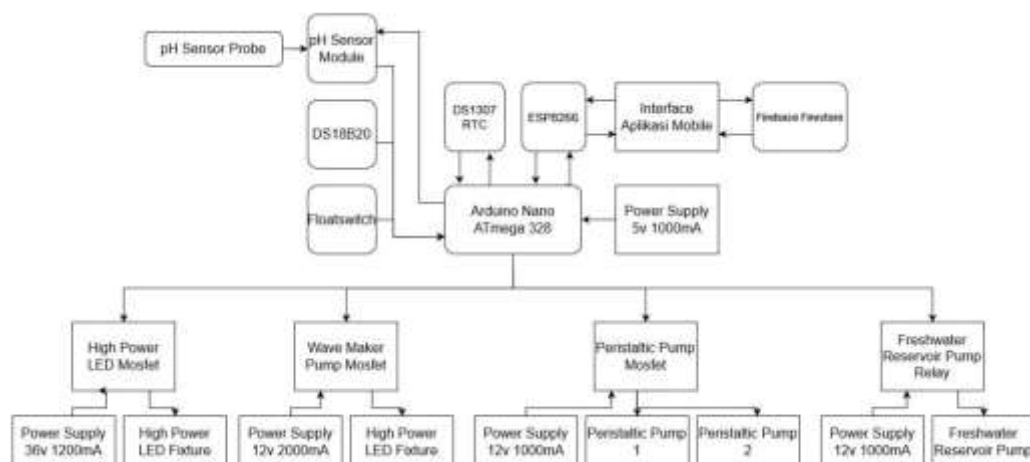 pH Sensor Probe
pH Sensor
Module
DS18B20
Floatswitch
DS1307
RTC
ESP8266
Interface
Aplikasi Mobile
Arduino Nano
ATmega 328
Power Supply
5v 1000mA
High Power
LED Mosfet
Wave Maker
Pump Mosfet
Peristaltic Pump
Mosfet
Freshwater
Reservoir Pump
Relay
Power Supply
36v 1200mA
High Power
LED Fixture
Power Supply
12v 2000mA
High Power
LED Fixture
Power Supply
12v 1000mA
Peristaltic Pump
1
Peristaltic Pump
2
Power Supply
12v 1000mA
Freshwater
Reservoir Pump